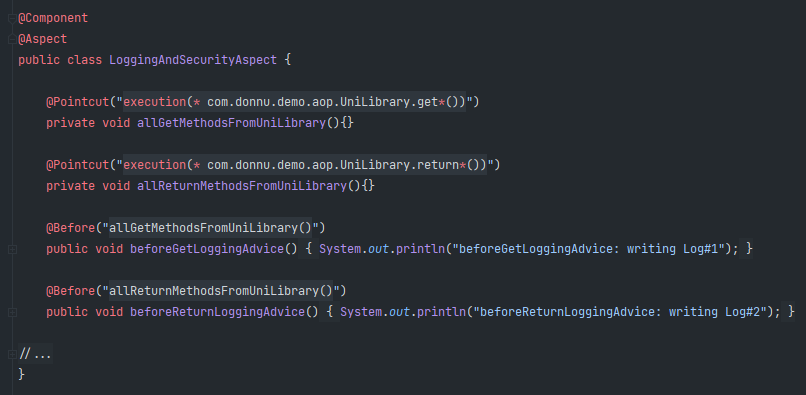 @Component
@Aspect
public class LoggingAndSecurityAspect {
@Pointcut("execution(* com.donnu.demo.aop.UniLibrary.get*())")
private void allGetMethodsFromUniLibrary(){}
@Pointcut("execution(* com.donnu.demo.aop.UniLibrary.return*())")
private void allReturnMethodsFromUniLibrary(){}
@Before("allGetMethodsFromUniLibrary()")
public void beforeGetLoggingAdvice() { System.out.println("beforeGetLoggingAdvice: writing Log#1"); }
@Before("allReturnMethodsFromUniLibrary()")
public void beforeReturnLoggingAdvice() { System.out.println("beforeReturnLoggingAdvice: writing Log#2"); }
//...
}